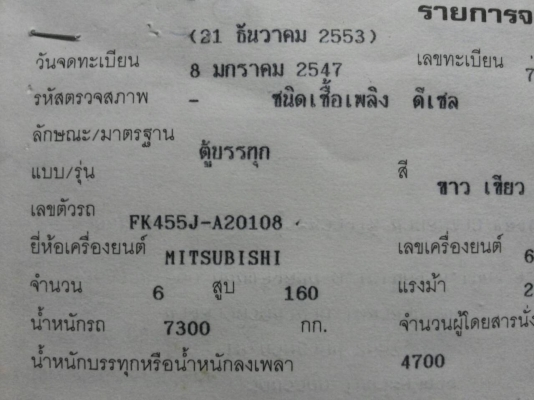 รายการจ
(21 ธันวาคม 2553)
วันจดทะเบียน 8 มกราคม 2547 เลขทะเบียน 7
รหัสตรวจสภาพ - ชนิดเชื้อเพลิง ดีเซล
ลักษณะ/มาตรฐาน ตู้บรรทุก
แบบ/รุ่น สี ขาว เขียว
เลขตัวรถ FK455J-A20108
ยี่ห้อเครื่องยนต์ MITSUBISHI เลขเครื่องยนต์ 6
จำนวน 6 สูบ 160 แรงม้า 2
น้ำหนักรถ 7300 กก. จำนวนผู้โดยสารนั่ง
น้ำหนักบรรทุกหรือน้ำหนักลงเพลา 4700